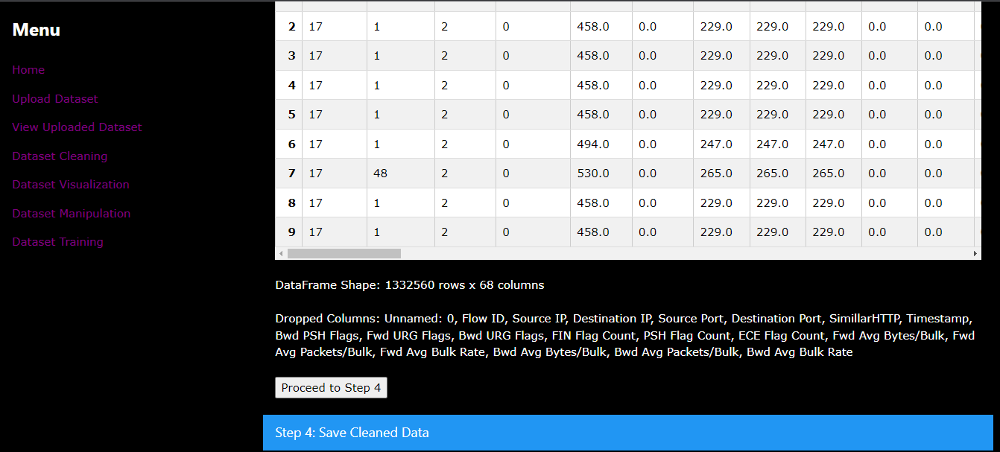 Menu
Home
Upload Dataset
View Uploaded Dataset
Dataset Cleaning
Dataset Visualization
Dataset Manipulation
Dataset Training
2 17 1 2 0 458.0 0.0 229.0 229.0 229.0 0.0 0.0
3 17 1 2 0 458.0 0.0 229.0 229.0 229.0 0.0 0.0
4 17 1 2 0 458.0 0.0 229.0 229.0 229.0 0.0 0.0
5 17 1 2 0 458.0 0.0 229.0 229.0 229.0 0.0 0.0
6 17 1 2 0 494.0 0.0 247.0 247.0 247.0 0.0 0.0
7 17 48 2 0 530.0 0.0 265.0 265.0 265.0 0.0 0.0
8 17 1 2 0 458.0 0.0 229.0 229.0 229.0 0.0 0.0
9 17 1 2 0 458.0 0.0 229.0 229.0 229.0 0.0 0.0
DataFrame Shape: 1332560 rows x 68 columns
Dropped Columns: Unnamed: 0, Flow ID, Source IP, Destination IP, Source Port, Destination Port, SimillarHTTP, Timestamp,
Bwd PSH Flags, Fwd URG Flags, Bwd URG Flags, FIN Flag Count, PSH Flag Count, ECE Flag Count, Fwd Avg Bytes/Bulk, Fwd
Avg Packets/Bulk, Fwd Avg Bulk Rate, Bwd Avg Bytes/Bulk, Bwd Avg Packets/Bulk, Bwd Avg Bulk Rate
Proceed to Step 4
Step 4: Save Cleaned Data